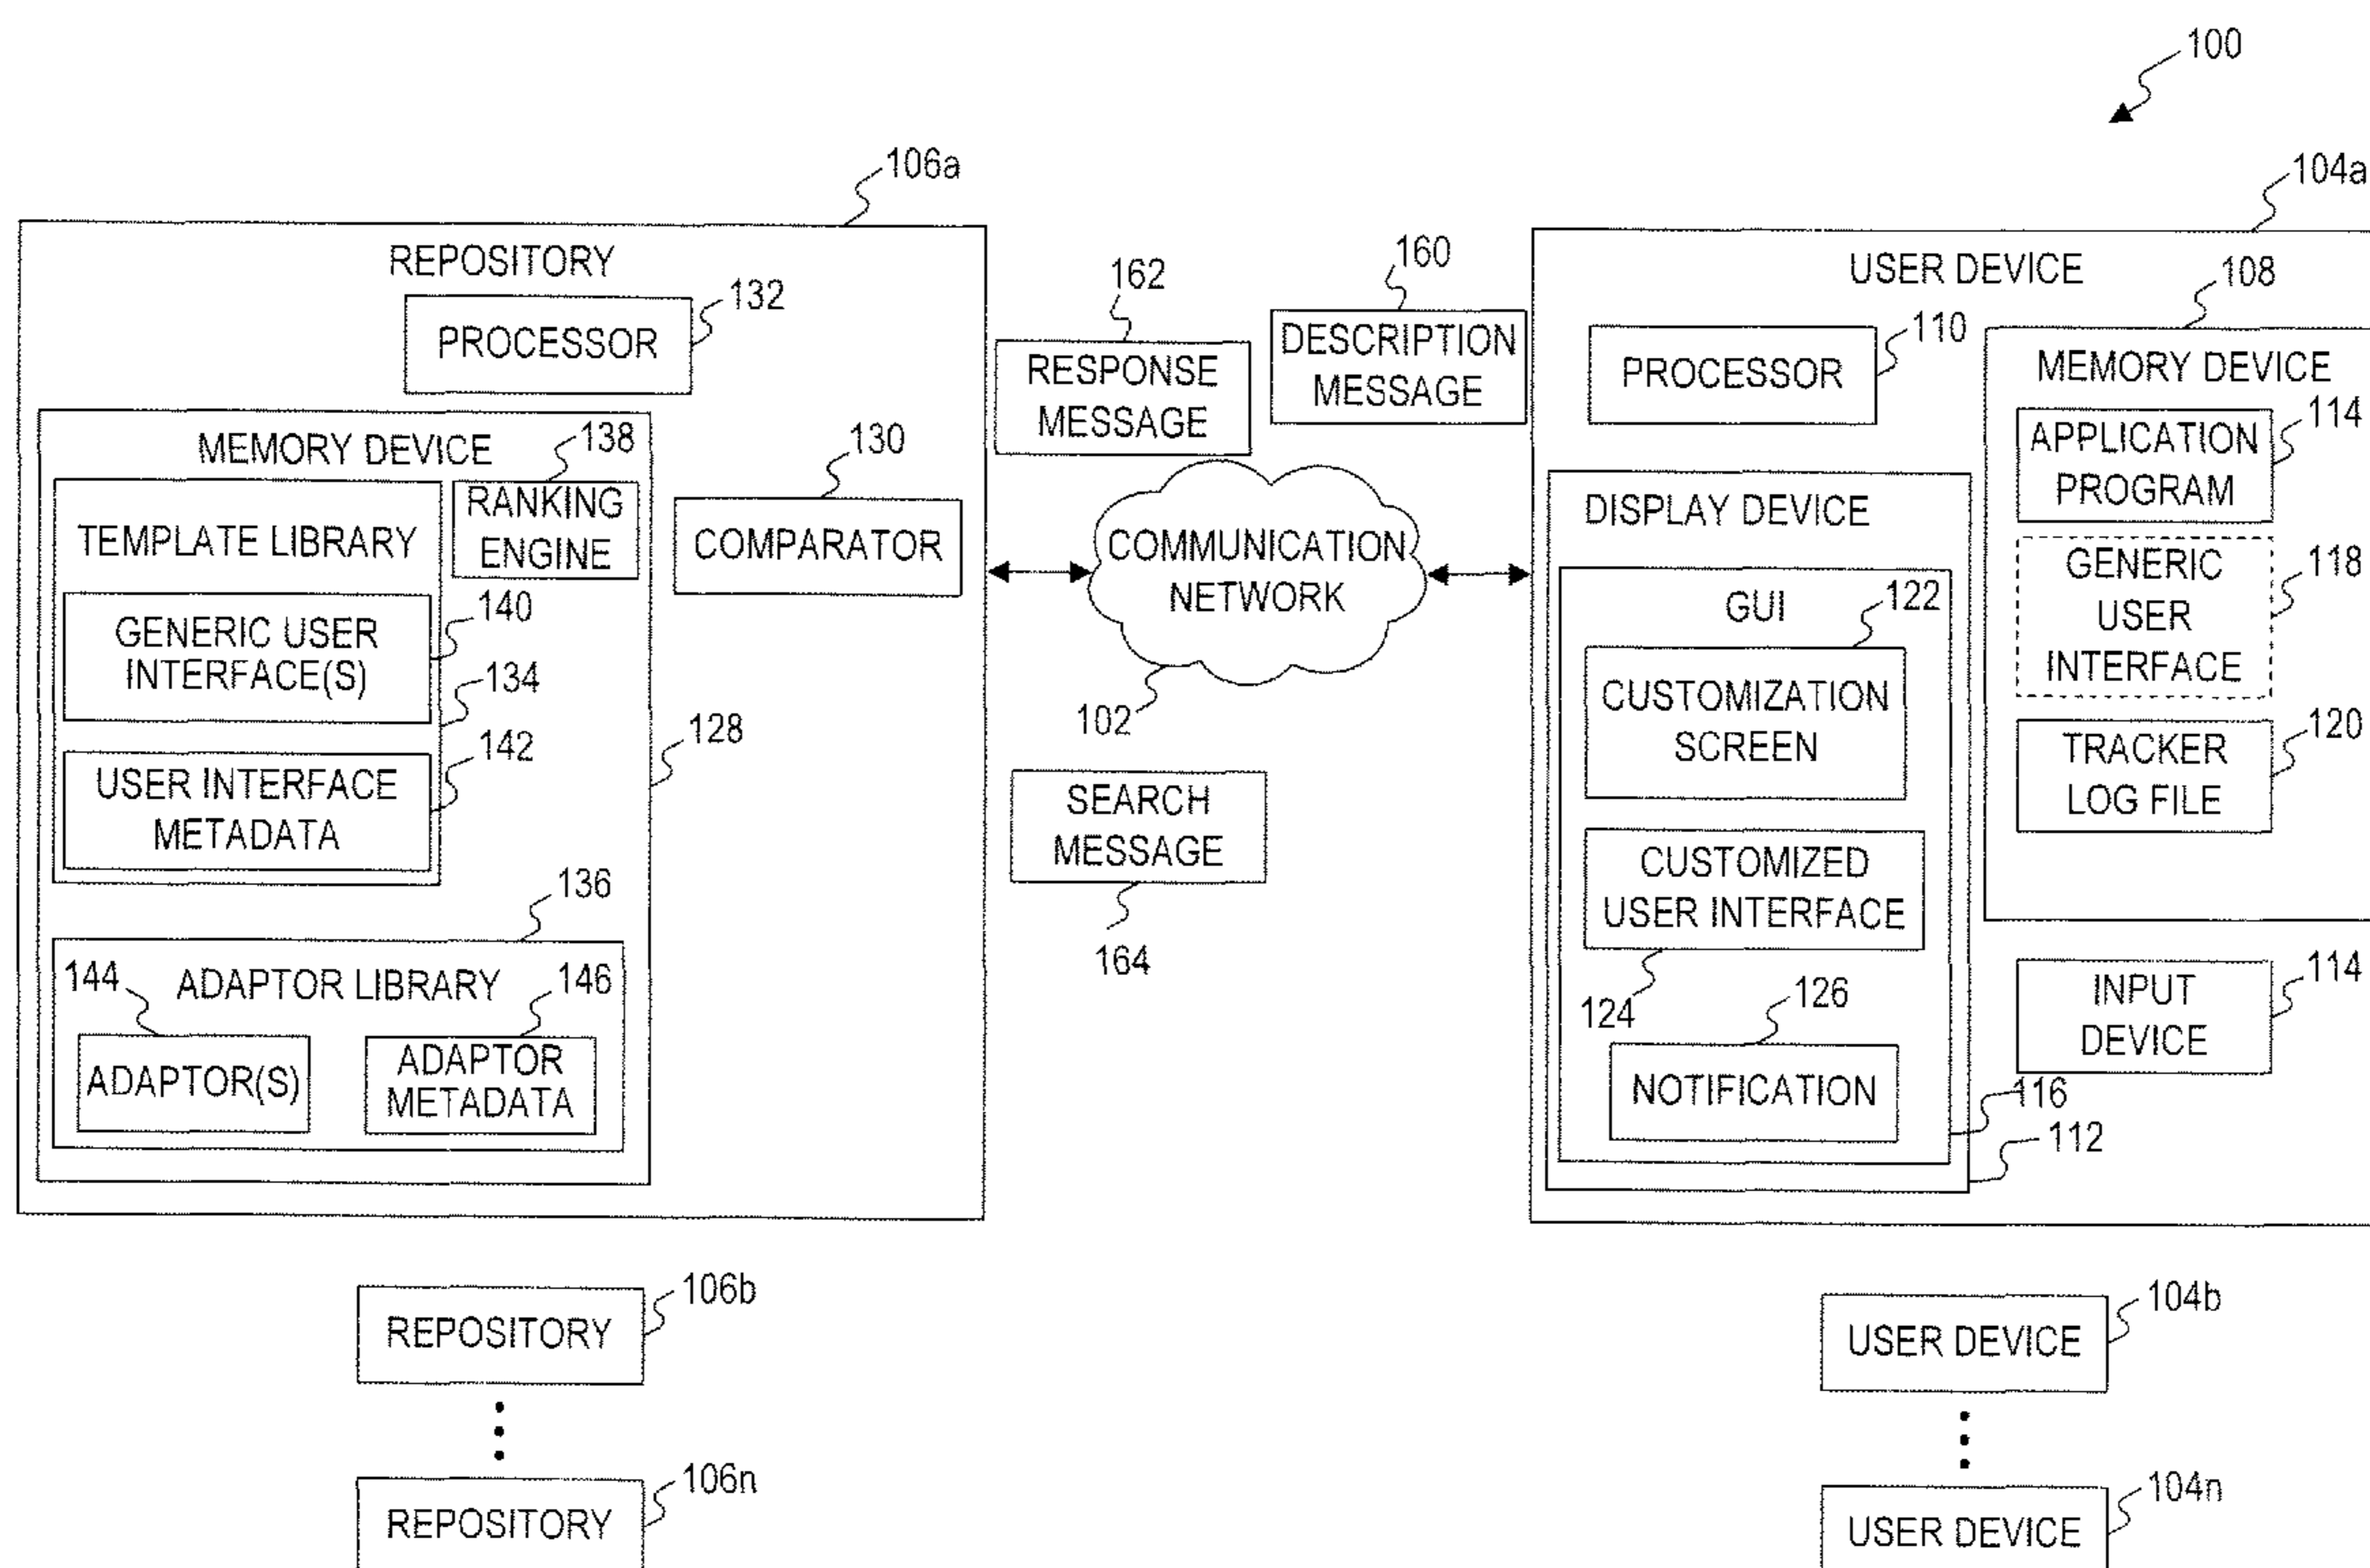 100
106a
104a
REPOSITORY
132
PROCESSOR
MEMORY DEVICE
138
RANKING
ENGINE
TEMPLATE LIBRARY
140
GENERIC USER
INTERFACE(S)
134
142
USER INTERFACE
METADATA
128
130
COMPARATOR
136
ADAPTOR LIBRARY
144
146
ADAPTOR(S)
ADAPTOR
METADATA
162
RESPONSE
MESSAGE
160
DESCRIPTION
MESSAGE
COMMUNICATION
NETWORK
102
SEARCH
MESSAGE
164
USER DEVICE
108
110
PROCESSOR
MEMORY DEVICE
114
APPLICATION
PROGRAM
118
GENERIC
USER
INTERFACE
120
TRACKER
LOG FILE
DISPLAY DEVICE
GUI
122
CUSTOMIZATION
SCREEN
CUSTOMIZED
USER INTERFACE
124
126
NOTIFICATION
114
INPUT
DEVICE
116
112
106b
REPOSITORY
106n
REPOSITORY
104b
USER DEVICE
104n
USER DEVICE